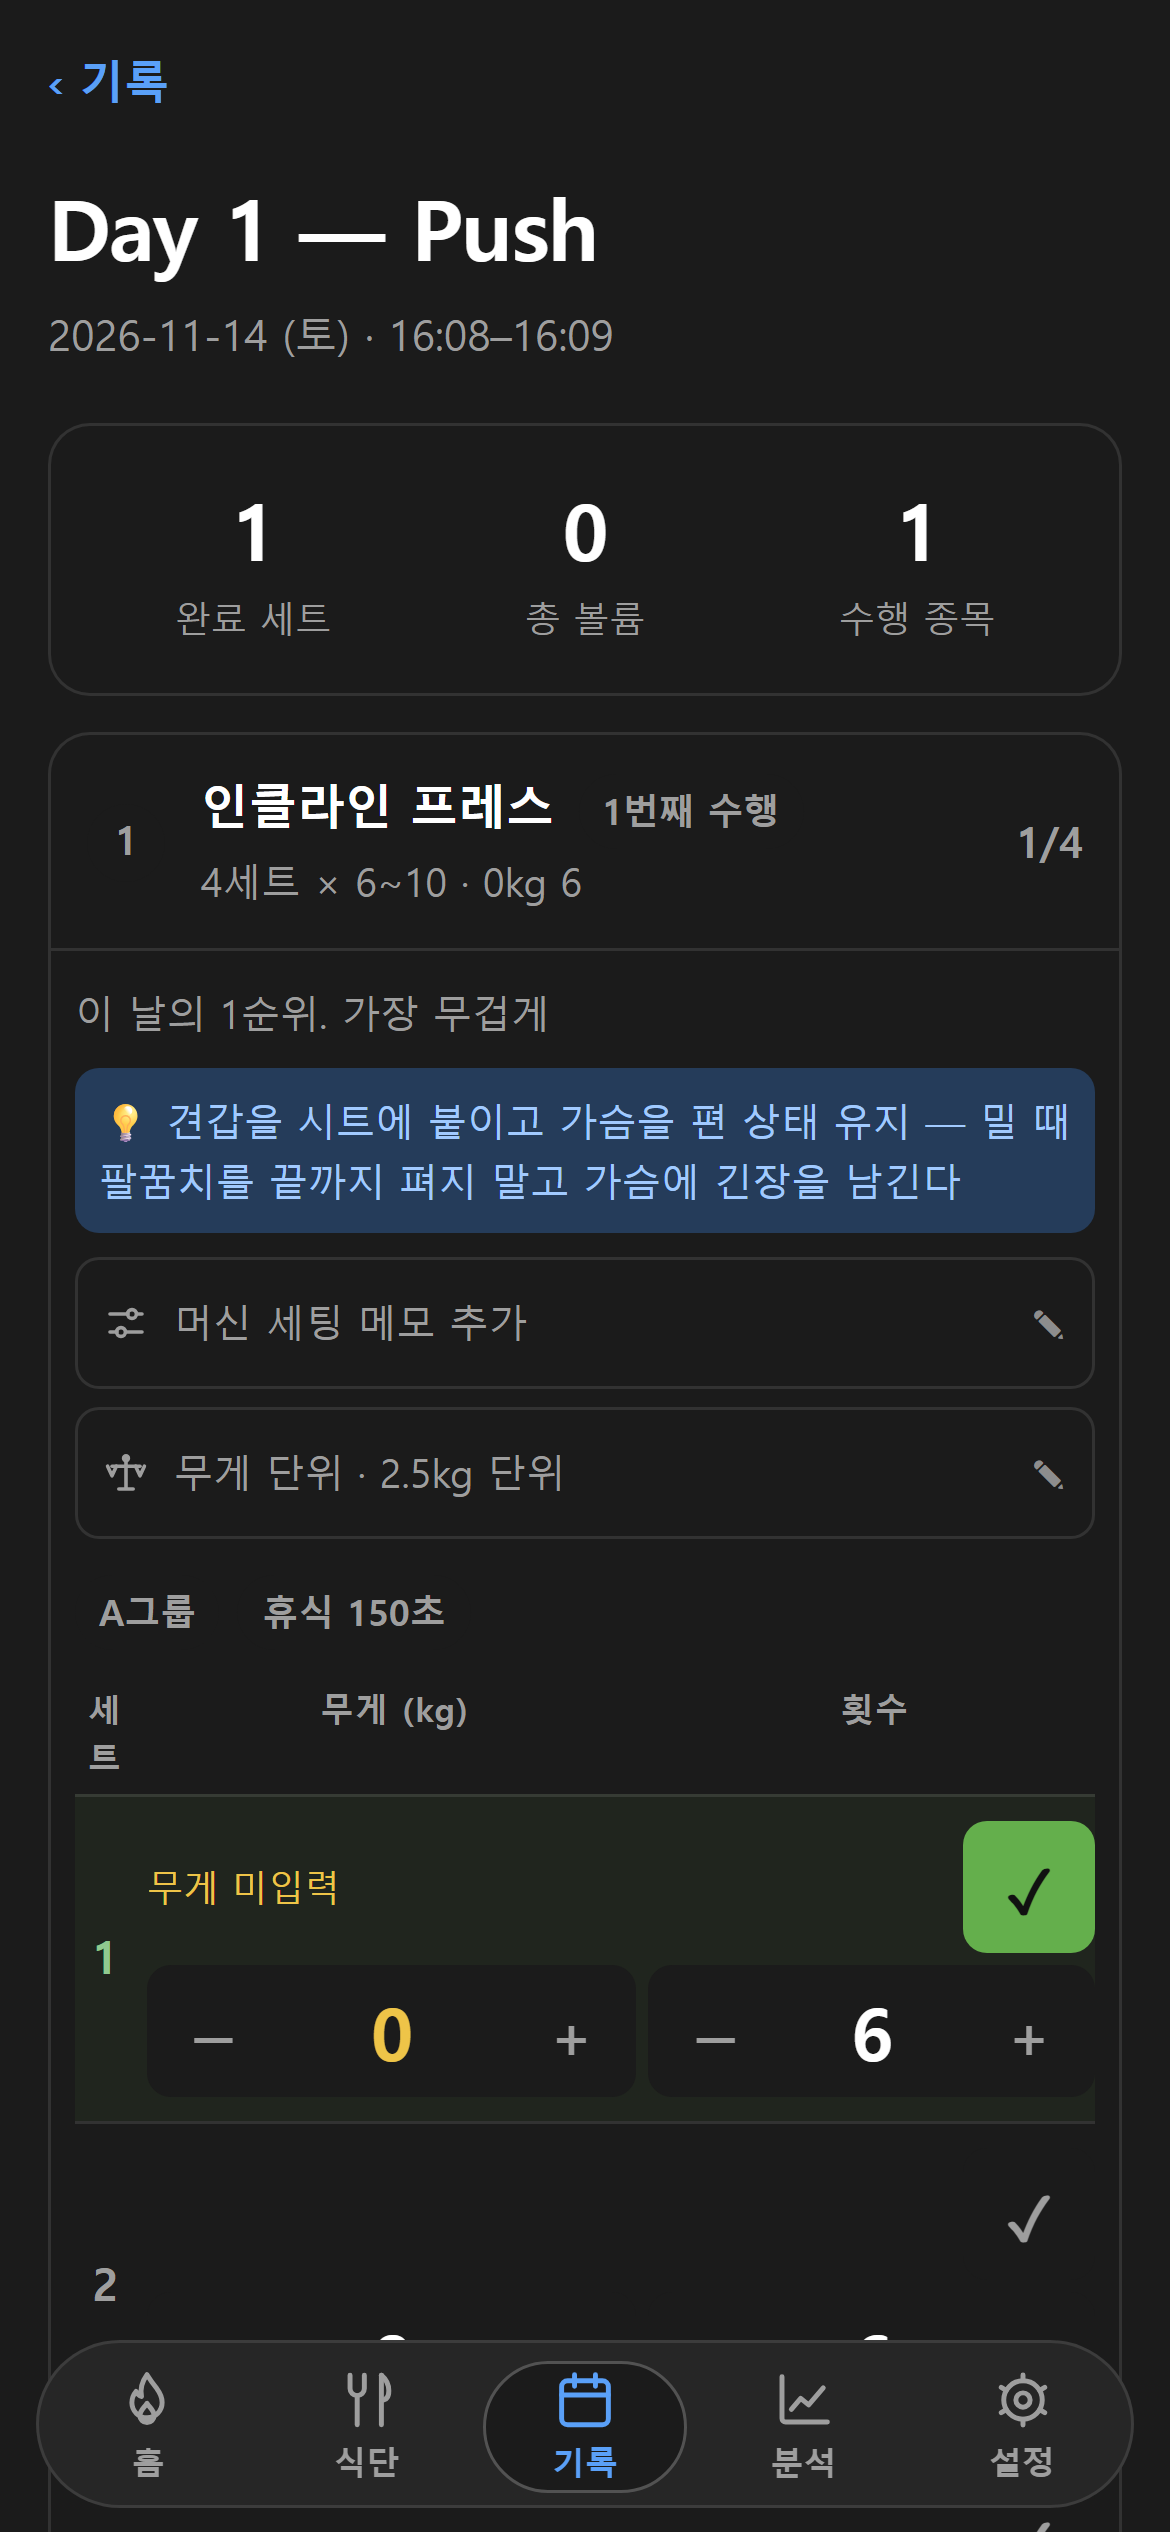 ‹ 기록
Day 1 — Push
2026-11-14 (토) · 16:08–16:09
1 0 1
완료 세트 총 볼륨 수행 종목
1 인클라인 프레스 1번째 수행 1/4
4세트 × 6~10 · 0kg 6
이 날의 1순위. 가장 무겁게
💡 견갑을 시트에 붙이고 가슴을 편 상태 유지 — 밀 때
팔꿈치를 끝까지 펴지 말고 가슴에 긴장을 남긴다
머신 세팅 메모 추가
무게 단위 · 2.5kg 단위
A그룹 휴식 150초
세트 무게 (kg) 횟수
무게 미입력 ✓
1 — 0 + — 6 +
✓
2
홈 식단 기록 분석 설정